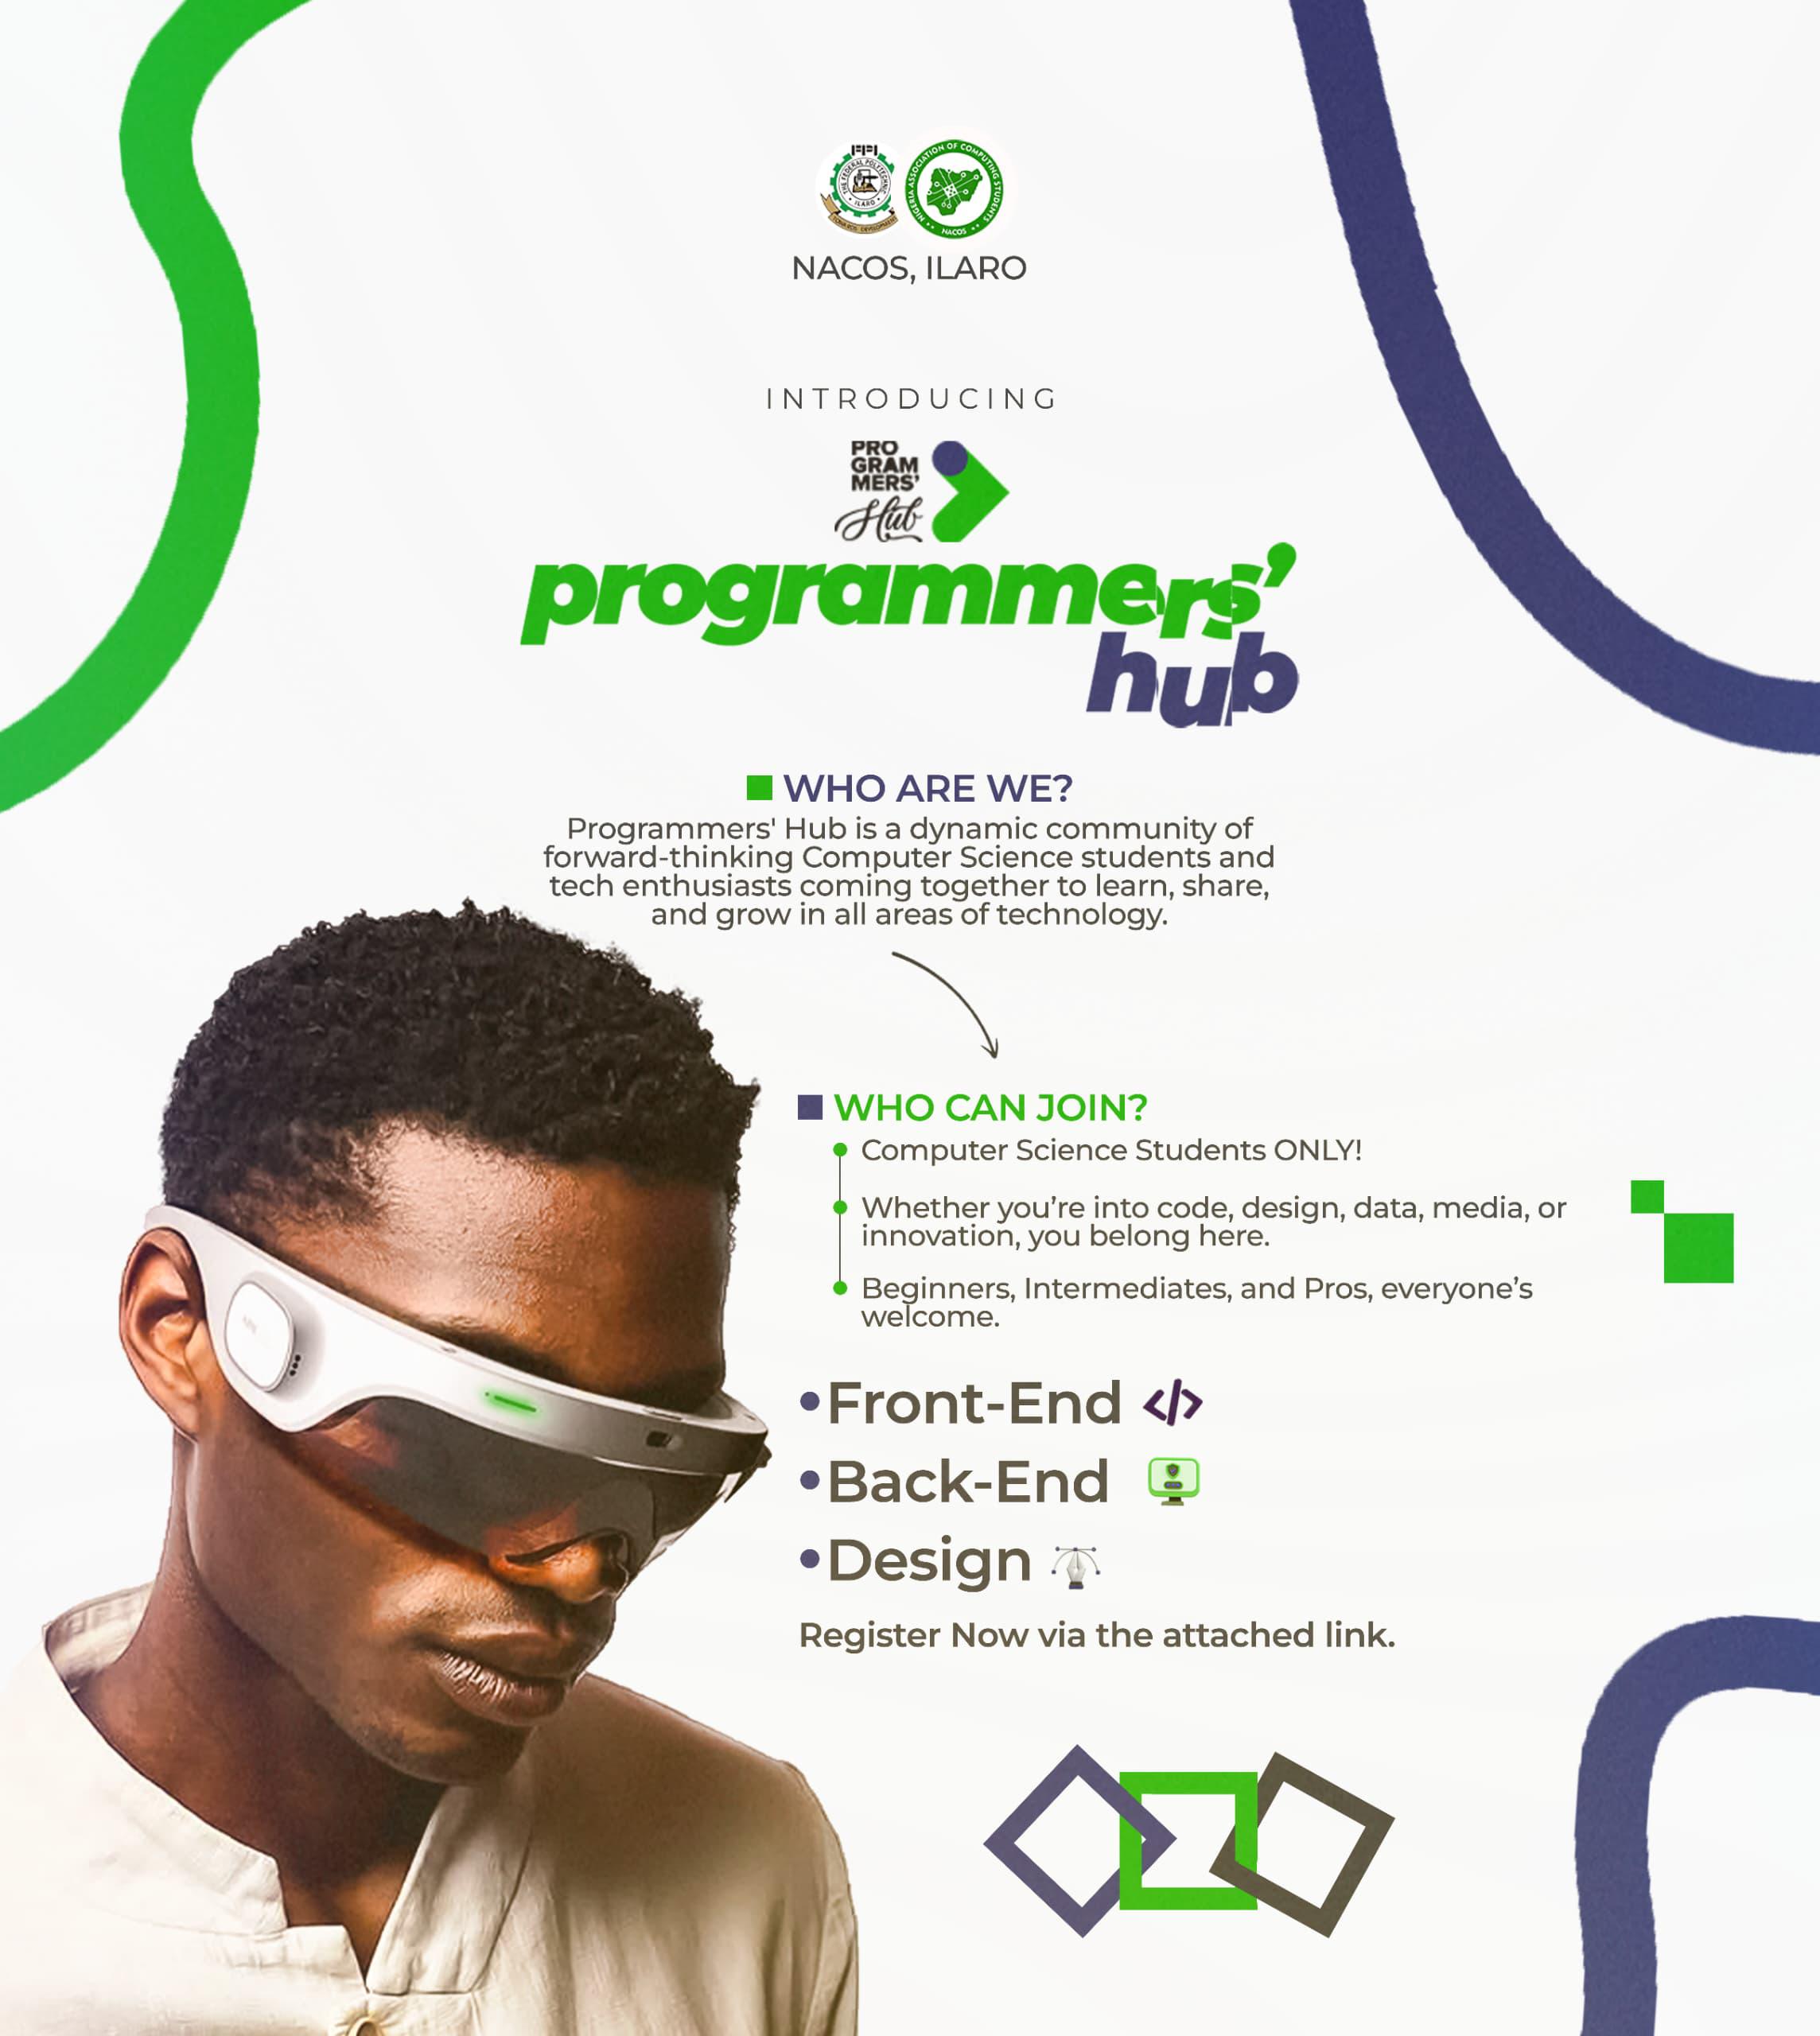 THE FEDERAL POLYTECHNIC
ILARO
NIGERIA ASSOCIATION OF COMPUTING STUDENTS
NACOS
NACOS, ILARO
INTRODUCING
PRO
GRAM
MERS'
Hub
programmers'
hub
WHO ARE WE?
Programmers' Hub is a dynamic community of
forward-thinking Computer Science students and
tech enthusiasts coming together to learn, share,
and grow in all areas of technology.
WHO CAN JOIN?
Computer Science Students ONLY!
Whether you're into code, design, data, media, or
innovation, you belong here.
Beginners, Intermediates, and Pros, everyone's
welcome.
•Front-End </>
•Back-End
•Design
Register Now via the attached link.